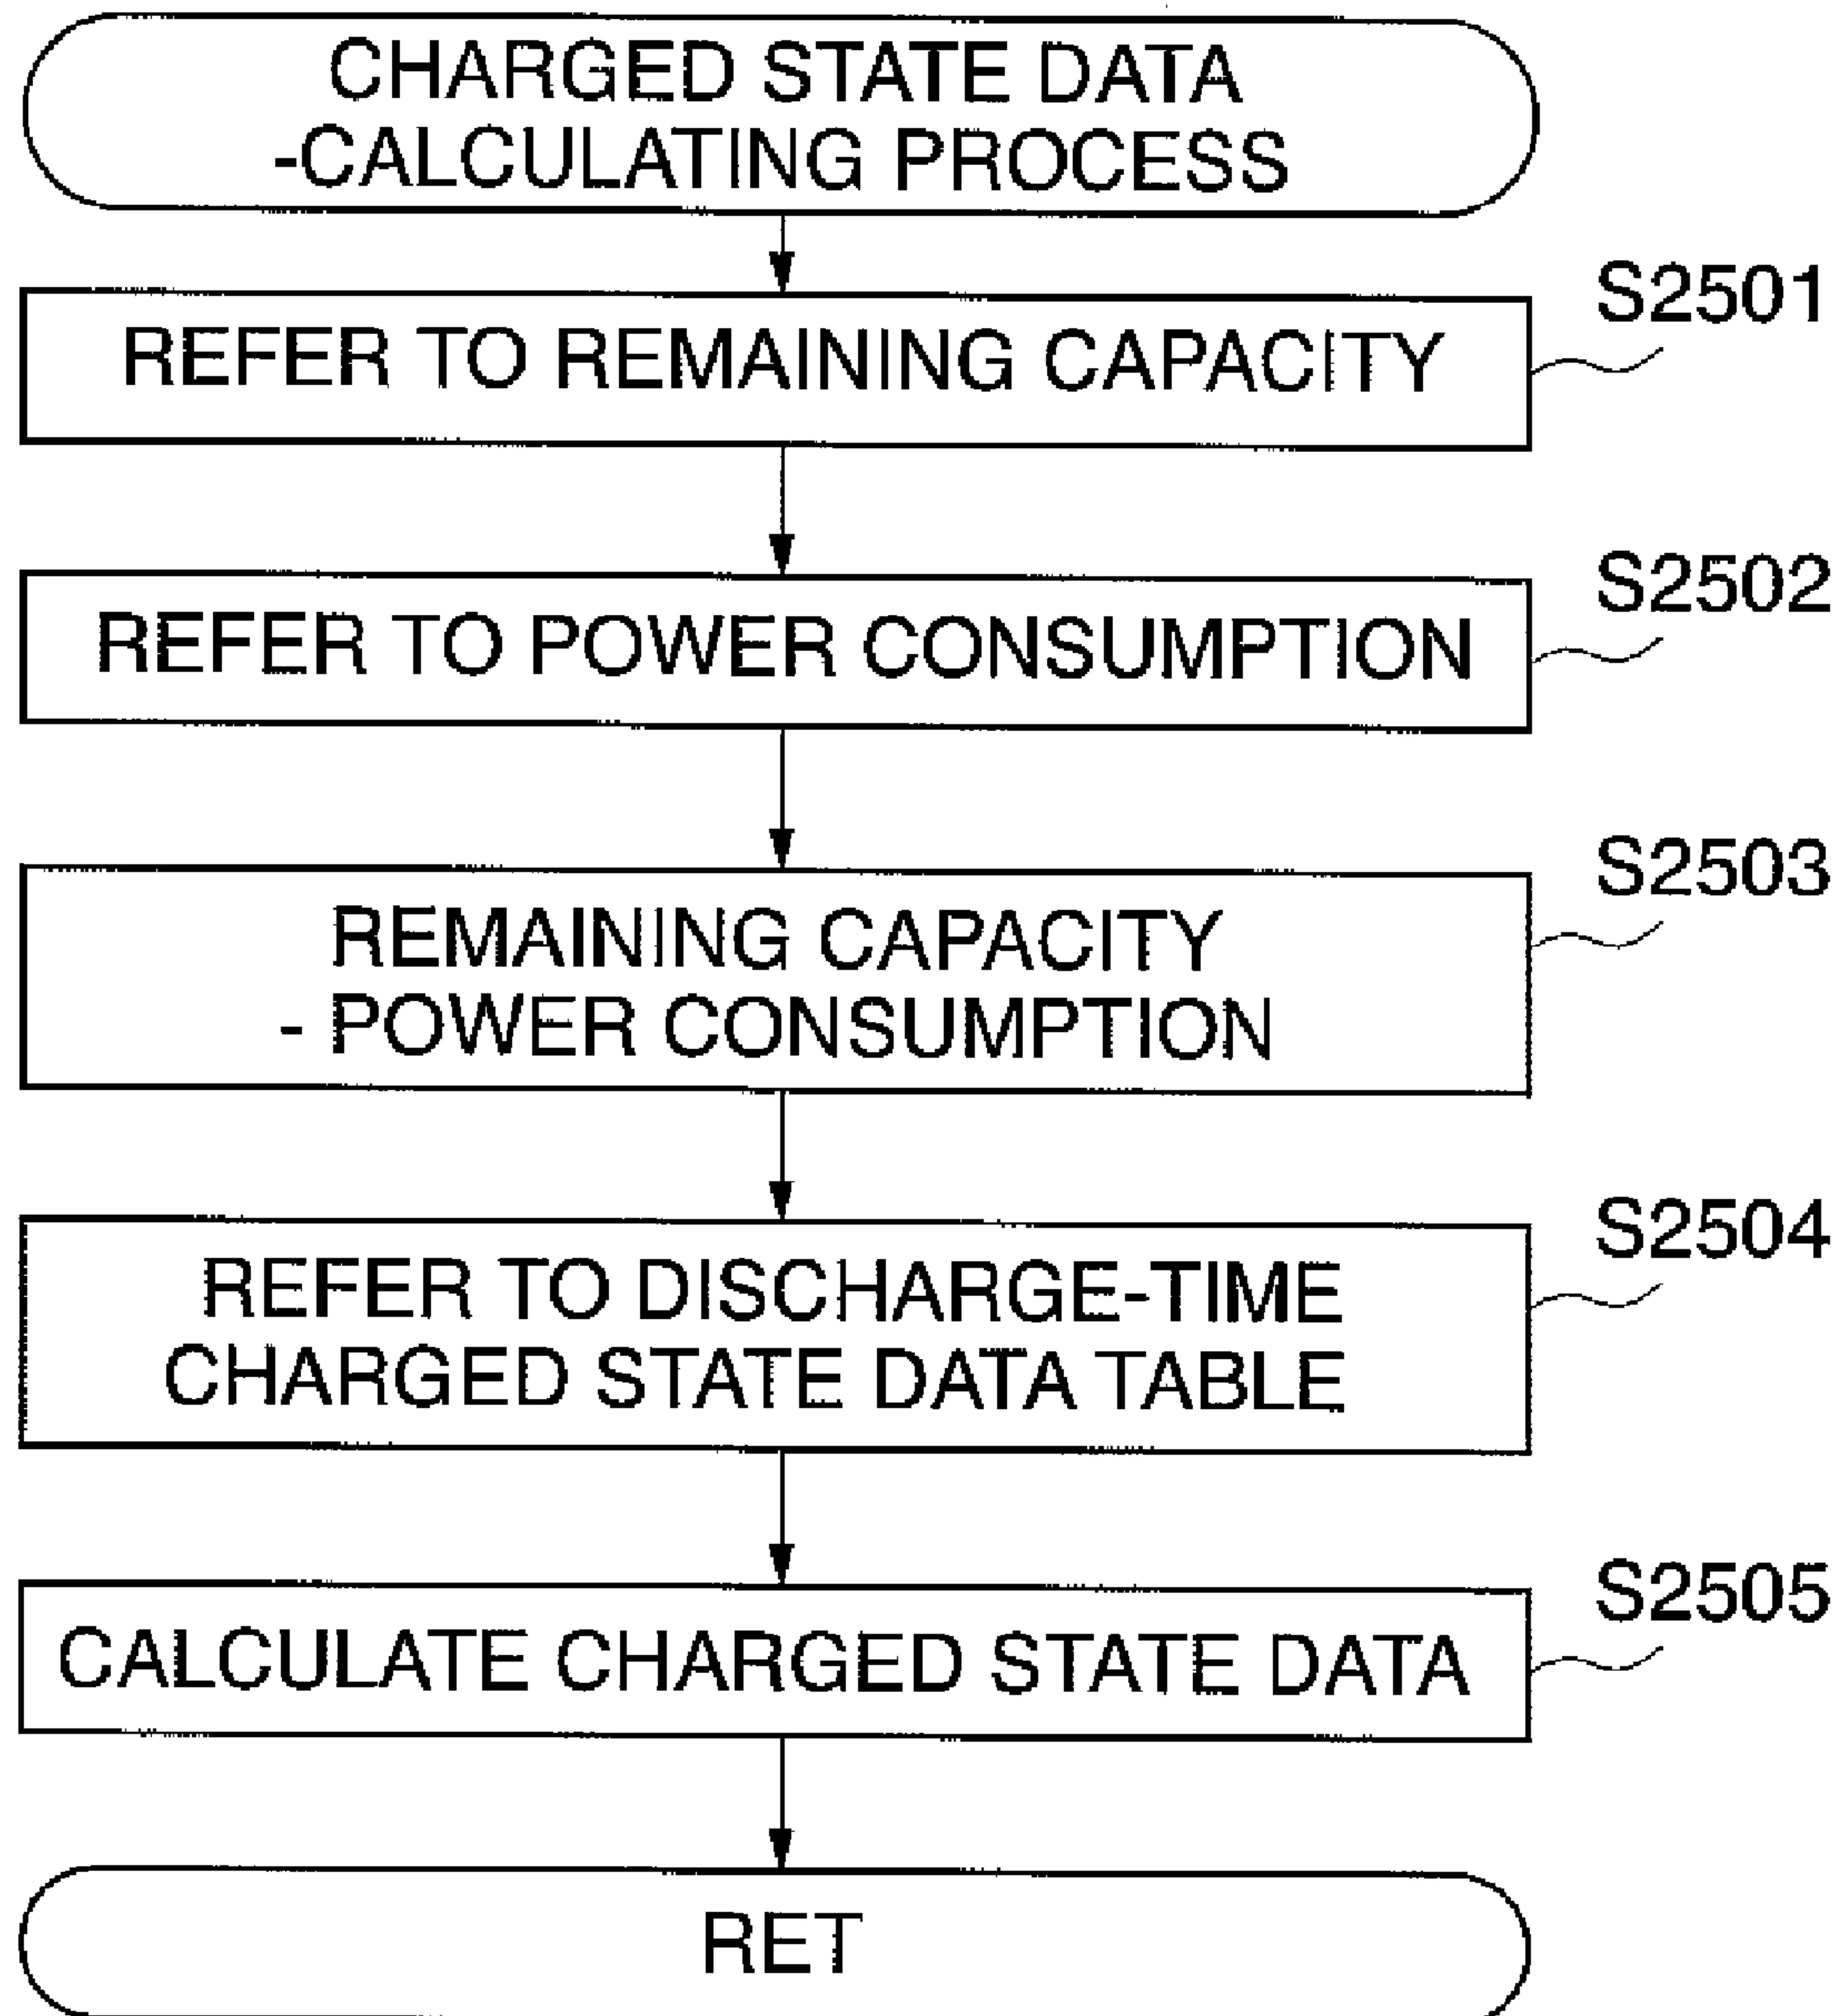 CHARGED STATE DATA
-CALCULATING PROCESS
S2501
REFER TO REMAINING CAPACITY
S2502
REFER TO POWER CONSUMPTION
S2503
REMAINING CAPACITY
- POWER CONSUMPTION
S2504
REFER TO DISCHARGE-TIME
CHARGED STATE DATA TABLE
S2505
CALCULATE CHARGED STATE DATA
RET